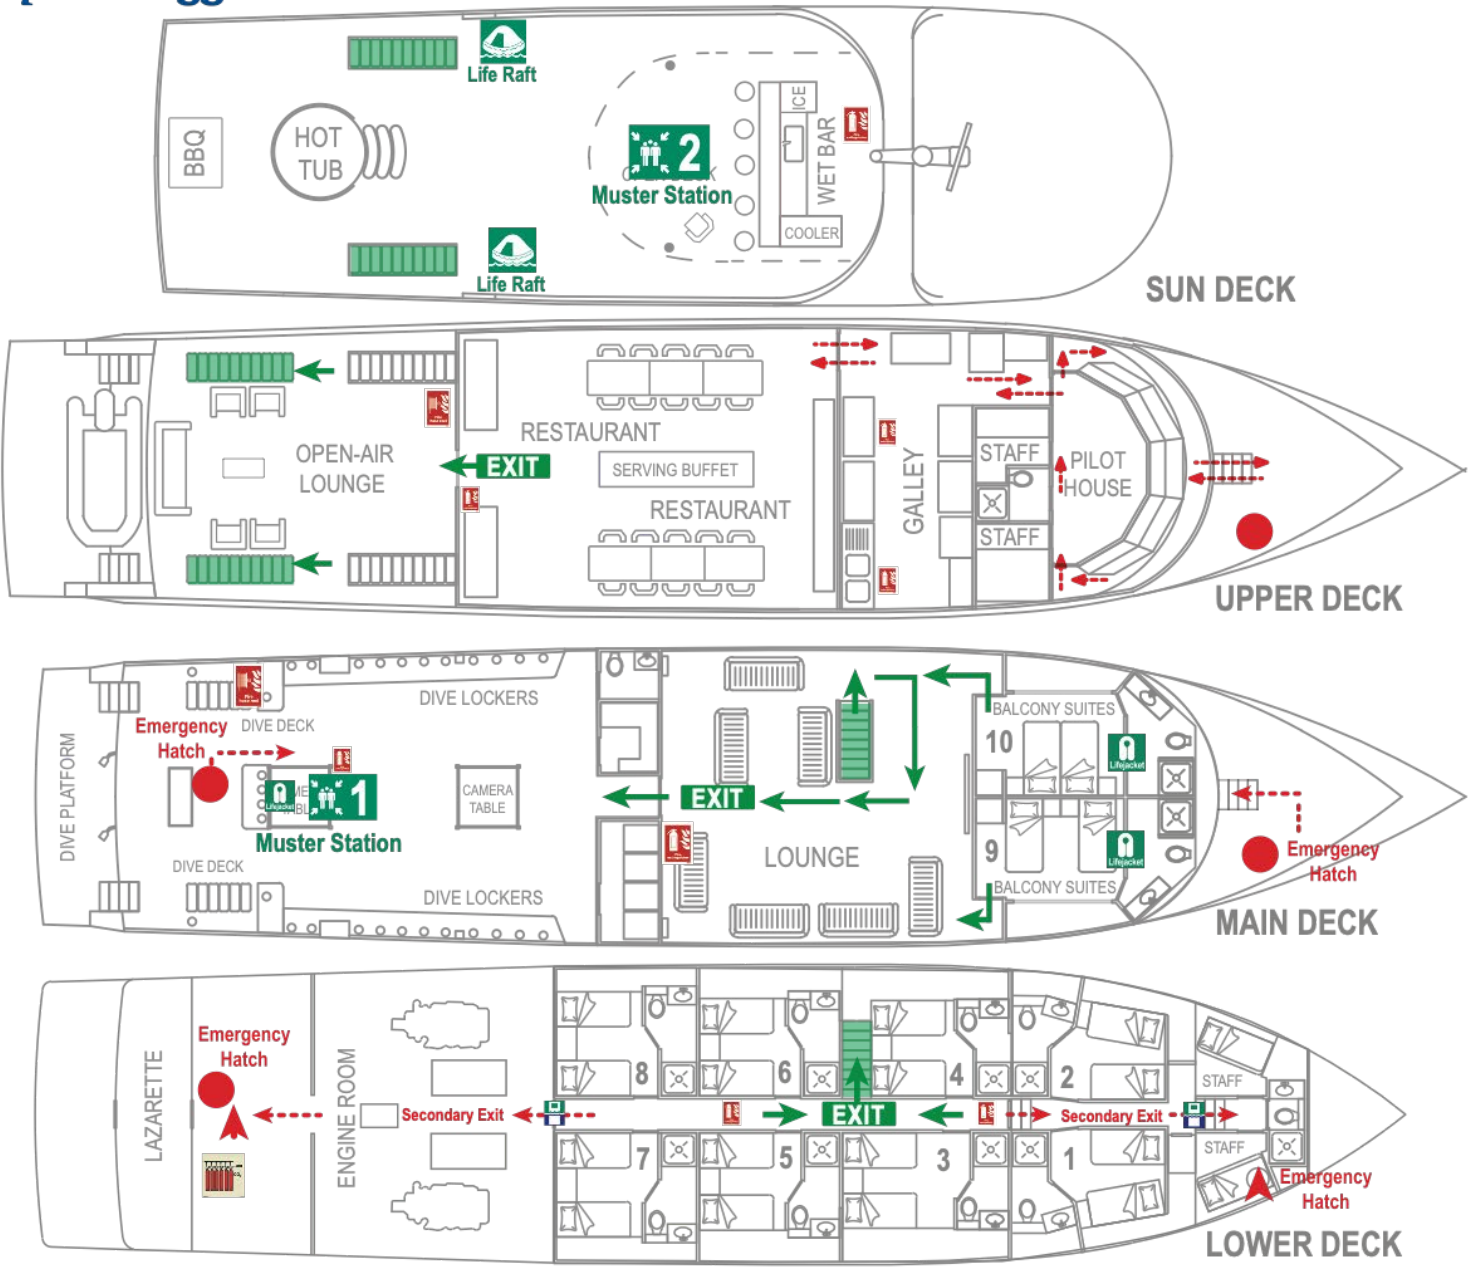 Life Raft
BBQ
HOT
TUB
2
Muster Station
ICE
WET BAR
COOLER
Life Raft
SUN DECK
OPEN-AIR
LOUNGE
EXIT
RESTAURANT
SERVING BUFFET
RESTAURANT
GALLEY
STAFF
STAFF
PILOT
HOUSE
UPPER DECK
DIVE PLATFORM
Emergency
Hatch
DIVE DECK
DIVE LOCKERS
Lifejacket
1
Muster Station
CAMERA
TABLE
DIVE DECK
DIVE LOCKERS
EXIT
LOUNGE
BALCONY SUITES
10
Lifejacket
9
Lifejacket
BALCONY SUITES
Emergency
Hatch
MAIN DECK
LAZARETTE
Emergency
Hatch
ENGINE ROOM
Secondary Exit
8
6
4
2
EXIT
Secondary Exit
7
5
3
1
STAFF
STAFF
Emergency
Hatch
LOWER DECK